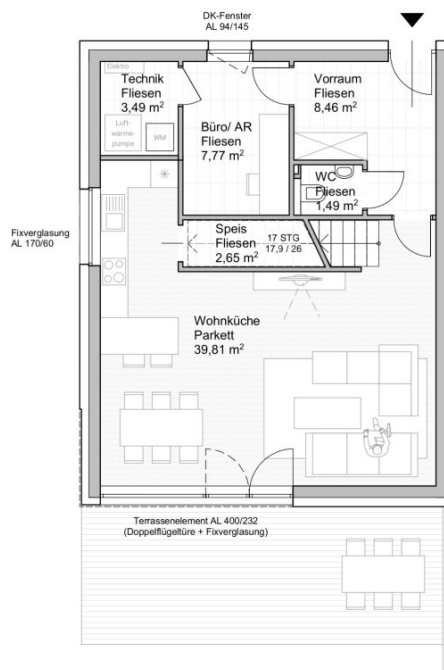 DK-Fenster
AL 94/145
Elektro
Technik
Fliesen
3,49 m²
Luft-
wärme-
pumpe
WM
Büro/ AR
Fliesen
7,77 m²
Vorraum
Fliesen
8,46 m²
WC
Fliesen
1,49 m²
Fixverglasung
AL 170/60
Speis
Fliesen
2,65 m²
17 STG
17,9 / 26
Wohnküche
Parkett
39,81 m²
Terrassenelement AL 400/232
(Doppelflügeltüre + Fixverglasung)